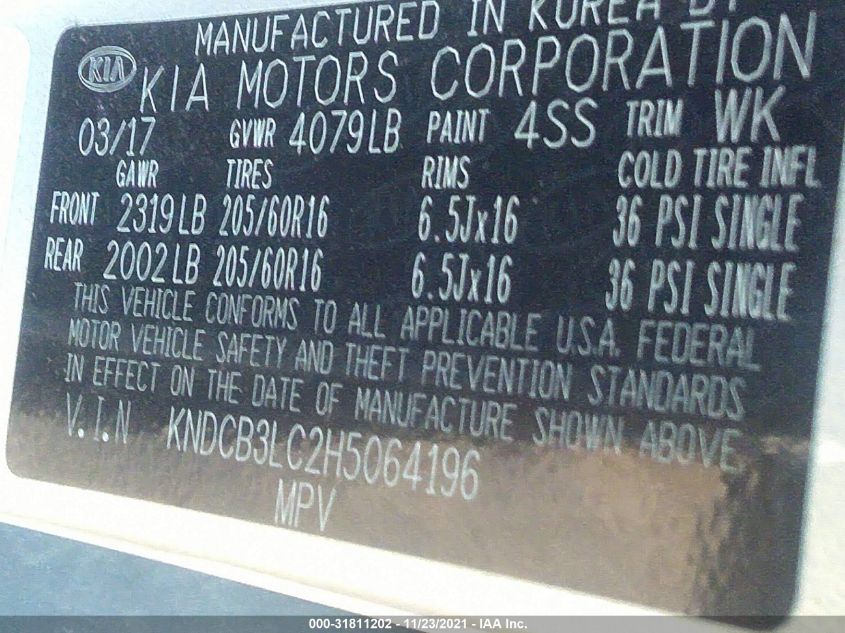 MANUFACTURED IN KOREA BY
KIA KIA MOTORS CORPORATION
03/17 GVWR 4079LB PAINT 4SS TRIM WK
GAWR TIRES RIMS COLD TIRE INFL
FRONT 2319LB 205/60R16 6.5Jx16 36 PSI SINGLE
REAR 2002LB 205/60R16 6.5Jx16 36 PSI SINGLE
THIS VEHICLE CONFORMS TO ALL APPLICABLE U.S.A. FEDERAL
MOTOR VEHICLE SAFETY AND THEFT PREVENTION STANDARDS
IN EFFECT ON THE DATE OF MANUFACTURE SHOWN ABOVE.
V.I.N KNDCB3LC2H5064196
MPV
000-31811202 - 11/23/2021 - IAA Inc.